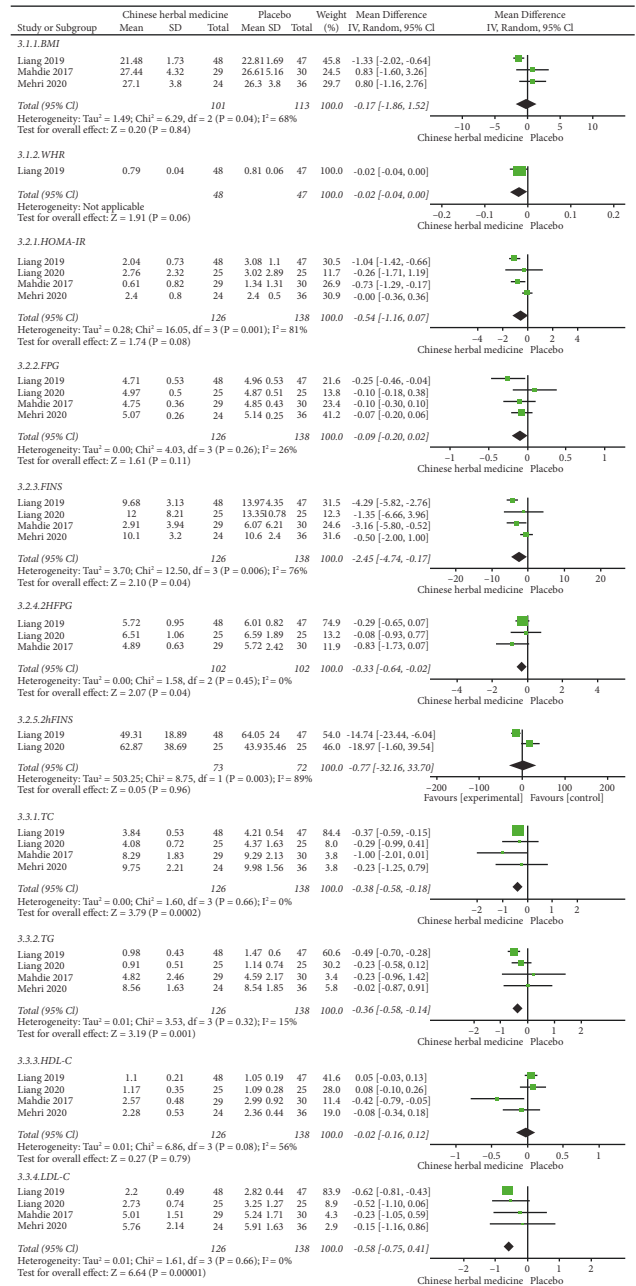 Chinese herbal medicine Placebo Weight Mean Difference Mean Difference
Study or Subgroup Mean SD Total Mean SD Total (%) IV, Random, 95% CI IV, Random, 95% CI
3.1.1.BMI
Liang 2019 21.48 1.73 48 22.81 1.69 47 45.8 -1.33 [-2.02, -0.64]
Mahdie 2017 27.44 4.32 29 26.61 5.16 30 24.5 0.83 [-1.60, 3.26]
Mehri 2020 27.1 3.8 24 26.3 3.8 36 29.7 0.80 [-1.16, 2.76]
Total (95% Cl) 101 113 100.0 -0.17 [-1.86, 1.52]
Heterogeneity: Tau² = 1.49; Chi² = 6.29, df = 2 (P = 0.04); I² = 68%
Test for overall effect: Z = 0.20 (P = 0.84)
−10 −5 0 5 10
Chinese herbal medicine Placebo
3.1.2.WHR
Liang 2019 0.79 0.04 48 0.81 0.06 47 100.0 -0.02 [-0.04, 0.00]
Total (95% Cl) 48 47 100.0 -0.02 [-0.04, 0.00]
Heterogeneity: Not applicable
Test for overall effect: Z = 1.91 (P = 0.06)
−0.2 −0.1 0 0.1 0.2
Chinese herbal medicine Placebo
3.2.1.HOMA-IR
Liang 2019 2.04 0.73 48 3.08 1.1 47 30.5 -1.04 [-1.42, -0.66]
Liang 2020 2.76 2.32 25 3.02 2.89 25 11.7 -0.26 [-1.71, 1.19]
Mahdie 2017 0.61 0.82 29 1.34 1.31 30 26.9 -0.73 [-1.29, -0.17]
Mehri 2020 2.4 0.8 24 2.4 0.5 36 30.9 -0.00 [-0.36, 0.36]
Total (95% Cl) 126 138 100.0 -0.54 [-1.16, 0.07]
Heterogeneity: Tau² = 0.28; Chi² = 16.05, df = 3 (P = 0.001); I² = 81%
Test for overall effect: Z = 1.74 (P = 0.08)
−4 −2 0 2 4
Chinese herbal medicine Placebo
3.2.2.FPG
Liang 2019 4.71 0.53 48 4.96 0.53 47 21.6 -0.25 [-0.46, -0.04]
Liang 2020 4.97 0.5 25 4.87 0.51 25 13.8 -0.10 [-0.18, 0.38]
Mahdie 2017 4.75 0.36 29 4.85 0.43 30 23.4 -0.10 [-0.30, 0.10]
Mehri 2020 5.07 0.26 24 5.14 0.25 36 41.2 -0.07 [-0.20, 0.06]
Total (95% Cl) 126 138 100.0 -0.09 [-0.20, 0.02]
Heterogeneity: Tau² = 0.00; Chi² = 4.03, df = 3 (P = 0.26); I² = 26%
Test for overall effect: Z = 1.61 (P = 0.11)
−1 −0.5 0 0.5 1
Chinese herbal medicine Placebo
3.2.3.FINS
Liang 2019 9.68 3.13 48 13.97 4.35 47 31.5 -4.29 [-5.82, -2.76]
Liang 2020 12 8.21 25 13.35 10.78 25 12.3 -1.35 [-6.66, 3.96]
Mahdie 2017 2.91 3.94 29 6.07 6.21 30 24.6 -3.16 [-5.80, -0.52]
Mehri 2020 10.1 3.2 24 10.6 2.4 36 31.6 -0.50 [-2.00, 1.00]
Total (95% Cl) 126 138 100.0 -2.45 [-4.74, -0.17]
Heterogeneity: Tau² = 3.70; Chi² = 12.50, df = 3 (P = 0.006); I² = 76%
Test for overall effect: Z = 2.10 (P = 0.04)
−20 −10 0 10 20
Chinese herbal medicine Placebo
3.2.4.2HFPG
Liang 2019 5.72 0.95 48 6.01 0.82 47 74.9 -0.29 [-0.65, 0.07]
Liang 2020 6.51 1.06 25 6.59 1.89 25 13.2 -0.08 [-0.93, 0.77]
Mahdie 2017 4.89 0.63 29 5.72 2.42 30 11.9 -0.83 [-1.73, 0.07]
Total (95% Cl) 102 102 100.0 -0.33 [-0.64, -0.02]
Heterogeneity: Tau² = 0.00; Chi² = 1.58, df = 2 (P = 0.45); I² = 0%
Test for overall effect: Z = 2.07 (P = 0.04)
−4 −2 0 2 4
Chinese herbal medicine Placebo
3.2.5.2hFINS
Liang 2019 49.31 18.89 48 64.05 24 47 54.0 -14.74 [-23.44, -6.04]
Liang 2020 62.87 38.69 25 43.93 5.46 25 46.0 -18.97 [-1.60, 39.54]
Total (95% Cl) 73 72 100.0 -0.77 [-32.16, 33.70]
Heterogeneity: Tau² = 503.25; Chi² = 8.75, df = 1 (P = 0.003); I² = 89%
Test for overall effect: Z = 0.05 (P = 0.96)
−200 −100 0 100 200
Favours [experimental] Favours [control]
3.3.1.TC
Liang 2019 3.84 0.53 48 4.21 0.54 47 84.4 -0.37 [-0.59, -0.15]
Liang 2020 4.08 0.72 25 4.37 1.63 25 8.0 -0.29 [-0.99, 0.41]
Mahdie 2017 8.29 1.83 29 9.29 2.13 30 3.8 -1.00 [-2.01, 0.01]
Mehri 2020 9.75 2.21 24 9.98 1.56 36 3.8 -0.23 [-1.25, 0.79]
Total (95% Cl) 126 138 100.0 -0.38 [-0.58, -0.18]
Heterogeneity: Tau² = 0.00; Chi² = 1.60, df = 3 (P = 0.66); I² = 0%
Test for overall effect: Z = 3.79 (P = 0.0002)
−2 −1 0 1 2
Chinese herbal medicine Placebo
3.3.2.TG
Liang 2019 0.98 0.43 48 1.47 0.6 47 60.6 -0.49 [-0.70, -0.28]
Liang 2020 0.91 0.51 25 1.14 0.74 25 30.2 -0.23 [-0.58, 0.12]
Mahdie 2017 4.82 2.46 29 4.59 2.17 30 3.4 -0.23 [-0.96, 1.42]
Mehri 2020 8.56 1.63 24 8.54 1.85 36 5.8 -0.02 [-0.87, 0.91]
Total (95% Cl) 126 138 100.0 -0.36 [-0.58, -0.14]
Heterogeneity: Tau² = 0.01; Chi² = 3.53, df = 3 (P = 0.32); I² = 15%
Test for overall effect: Z = 3.19 (P = 0.001)
−2 −1 0 1 2
Chinese herbal medicine Placebo
3.3.3.HDL-C
Liang 2019 1.1 0.21 48 1.05 0.19 47 41.6 0.05 [-0.03, 0.13]
Liang 2020 1.17 0.35 25 1.09 0.28 25 28.0 0.08 [-0.10, 0.26]
Mahdie 2017 2.57 0.48 29 2.99 0.92 30 11.4 -0.42 [-0.79, -0.05]
Mehri 2020 2.28 0.53 24 2.36 0.44 36 19.0 -0.08 [-0.34, 0.18]
Total (95% Cl) 126 138 100.0 -0.02 [-0.16, 0.12]
Heterogeneity: Tau² = 0.01; Chi² = 6.86, df = 3 (P = 0.08); I² = 56%
Test for overall effect: Z = 0.27 (P = 0.79)
−1 −0.5 0 0.5 1
Chinese herbal medicine Placebo
3.3.4.LDL-C
Liang 2019 2.2 0.49 48 2.82 0.44 47 83.9 -0.62 [-0.81, -0.43]
Liang 2020 2.73 0.74 25 3.25 1.27 25 8.9 -0.52 [-1.10, 0.06]
Mahdie 2017 5.01 1.51 29 5.24 1.71 30 4.3 -0.23 [-1.05, 0.59]
Mehri 2020 5.76 2.14 24 5.91 1.63 36 2.9 -0.15 [-1.16, 0.86]
Total (95% Cl) 126 138 100.0 -0.58 [-0.75, 0.41]
Heterogeneity: Tau² = 0.01; Chi² = 1.61, df = 3 (P = 0.66); I² = 0%
Test for overall effect: Z = 6.64 (P = 0.00001)
−2 −1 0 1 2
Chinese herbal medicine Placebo